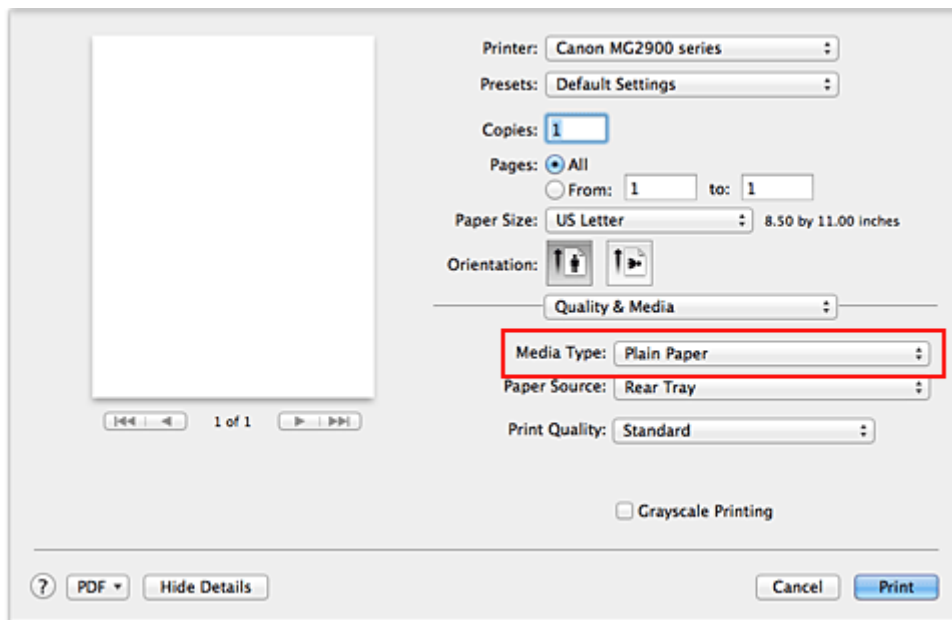 Printer: Canon MG2900 series
Presets: Default Settings
Copies: 1
Pages: All
From: 1 to: 1
Paper Size: US Letter 8.50 by 11.00 inches
Orientation:
Quality & Media
Media Type: Plain Paper
Paper Source: Rear Tray
1 of 1
Print Quality: Standard
Grayscale Printing
? PDF Hide Details Cancel Print